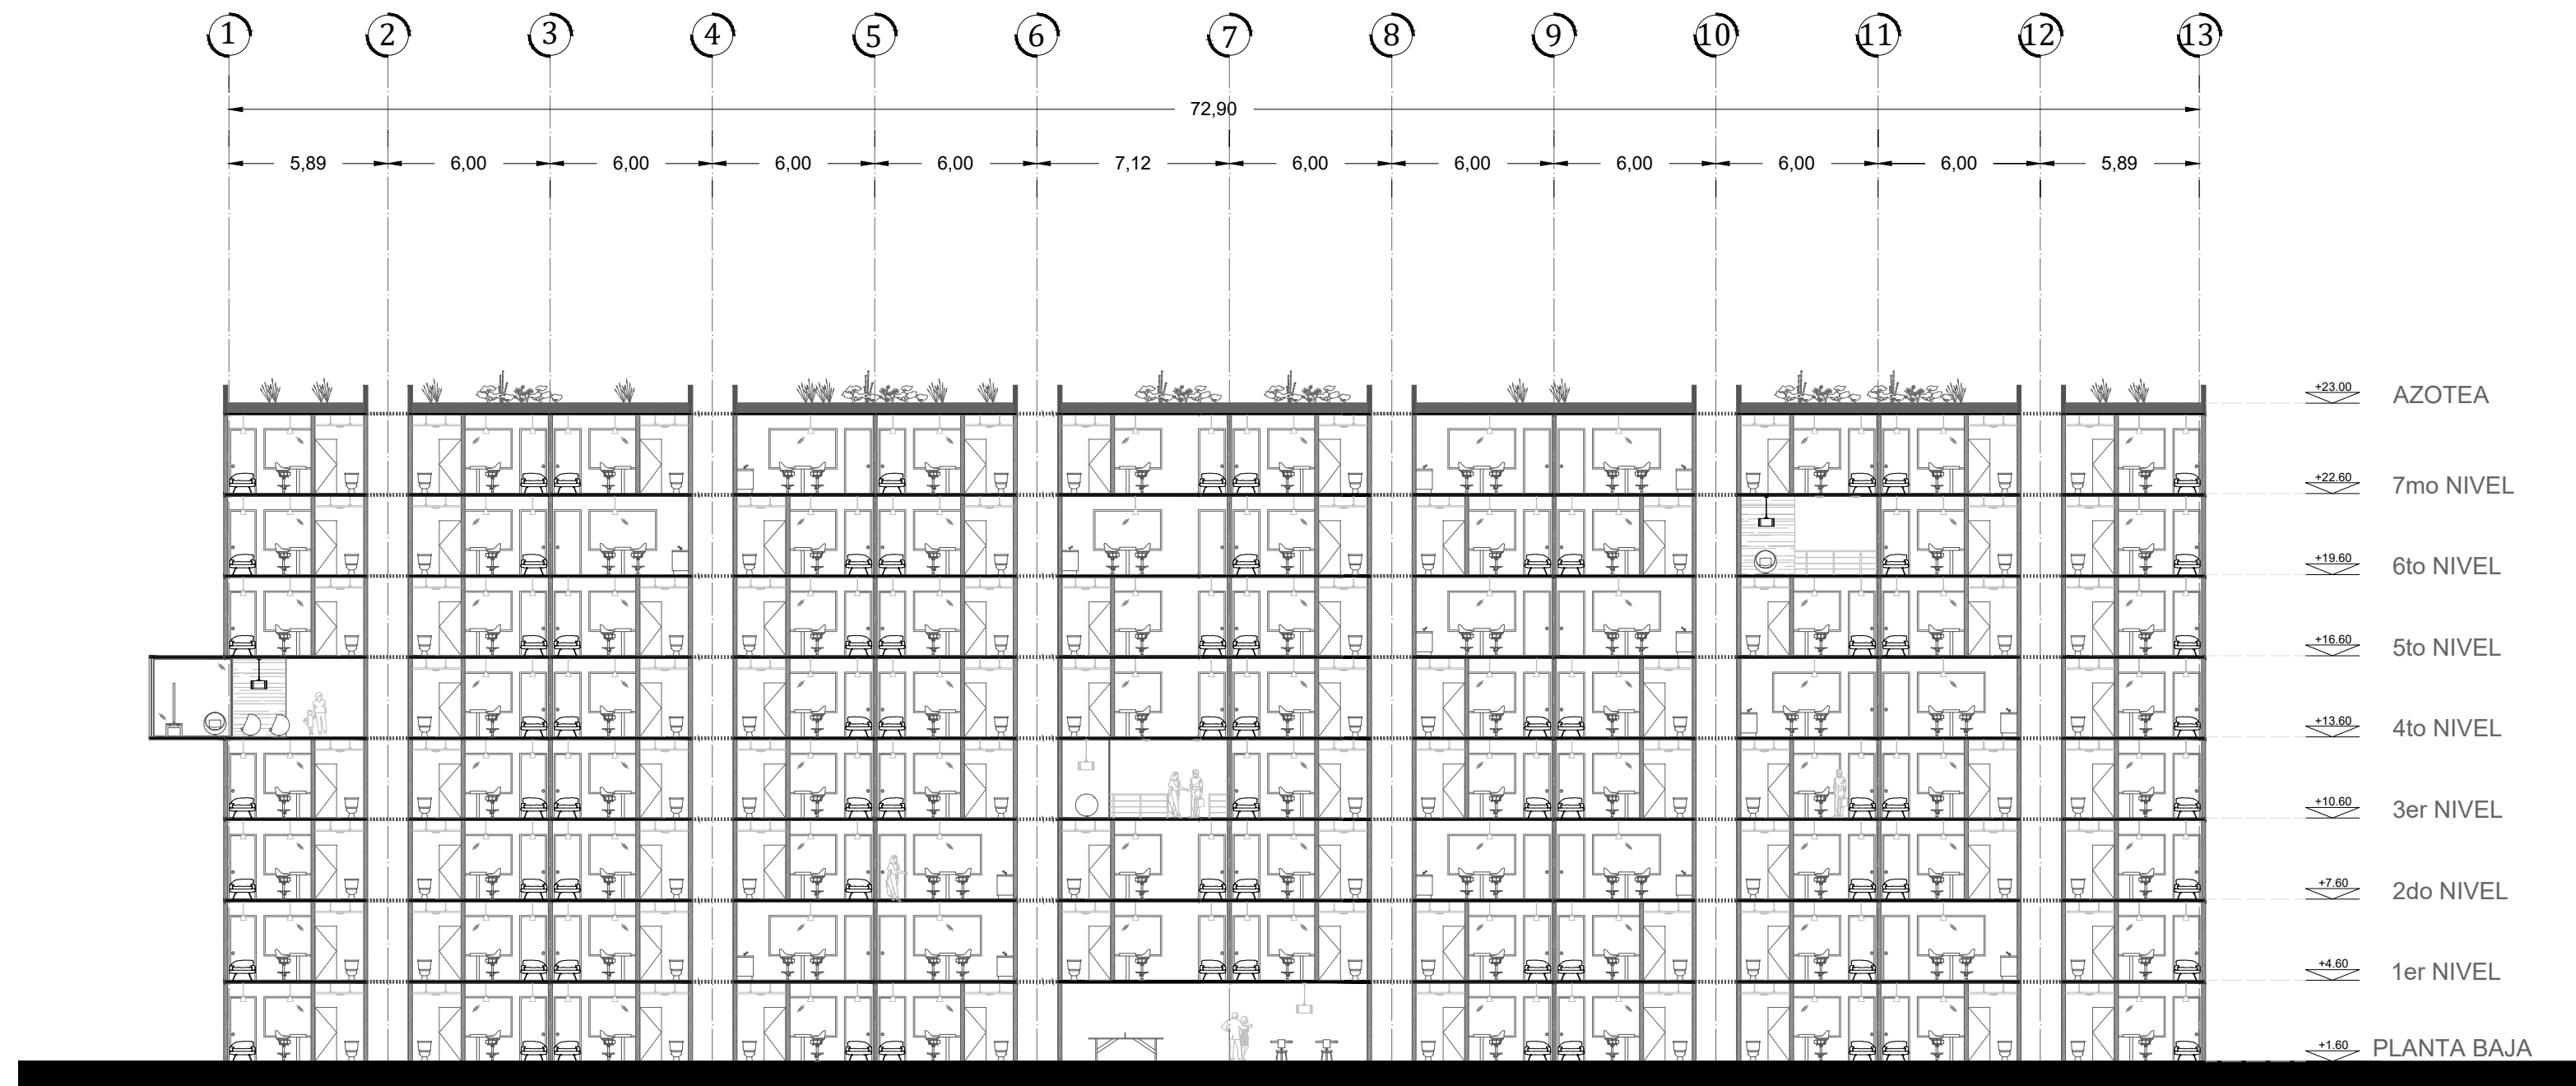 1 2 3 4 5 6 7 8 9 10 11 12 13
72,90
5,89 6,00 6,00 6,00 6,00 7,12 6,00 6,00 6,00 6,00 6,00 5,89
+23.00 AZOTEA
+22.60 7mo NIVEL
+19.60 6to NIVEL
+16.60 5to NIVEL
+13.60 4to NIVEL
+10.60 3er NIVEL
+7.60 2do NIVEL
+4.60 1er NIVEL
+1.60 PLANTA BAJA